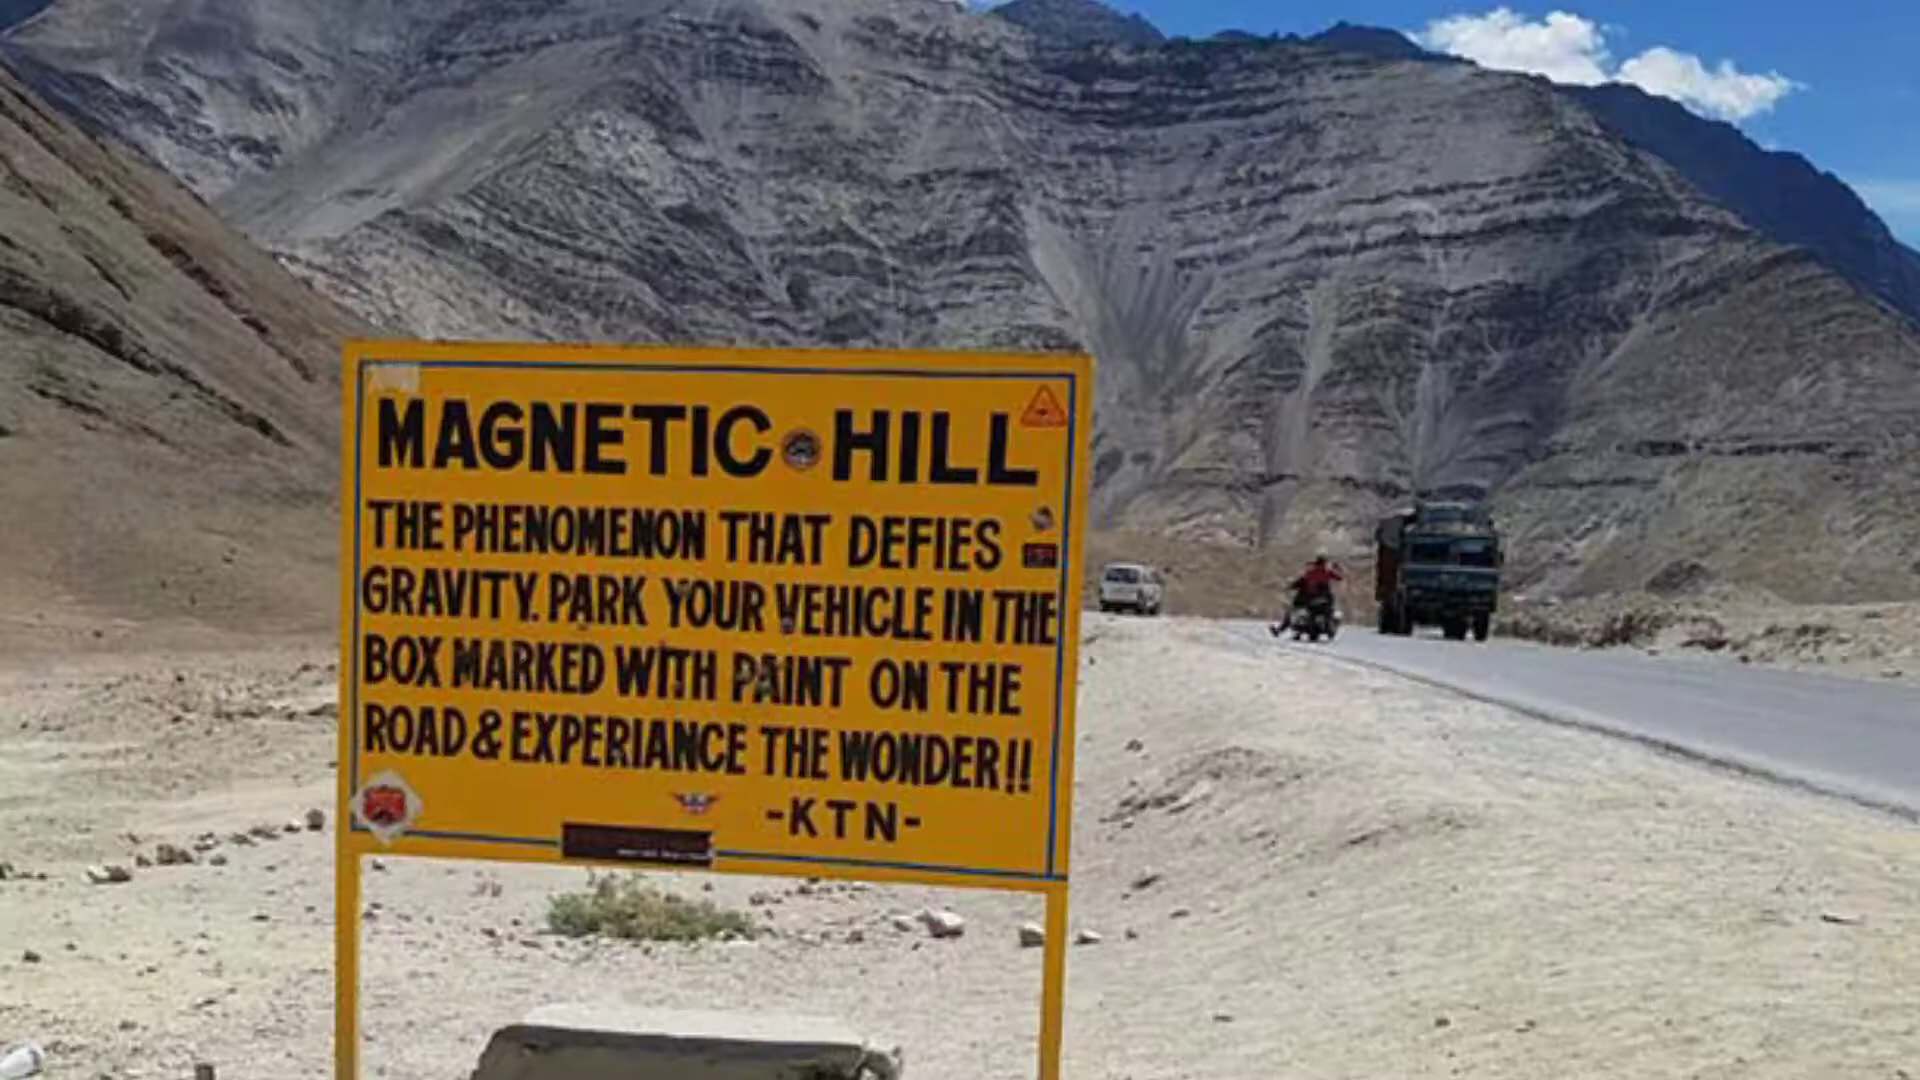 MAGNETIC HILL
THE PHENOMENON THAT DEFIES
GRAVITY. PARK YOUR VEHICLE IN THE
BOX MARKED WITH PAINT ON THE
ROAD & EXPERIANCE THE WONDER!!
-KTN-